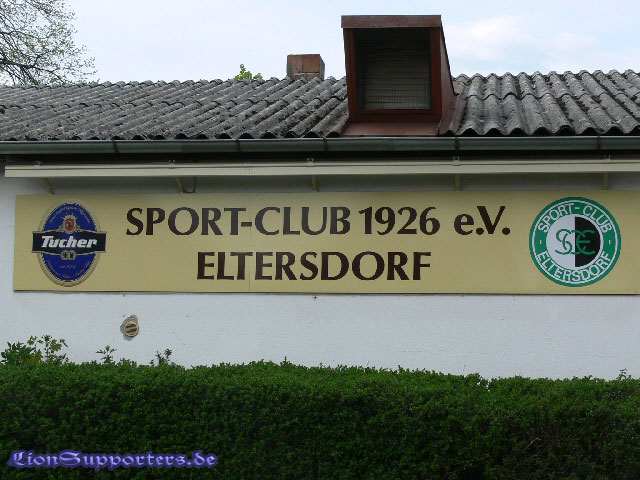 SPORT-CLUB 1926 e.V.
ELTERSDORF
Tucher
SPORT-CLUB
SCE
ELTERSDORF
LionSupporters.de